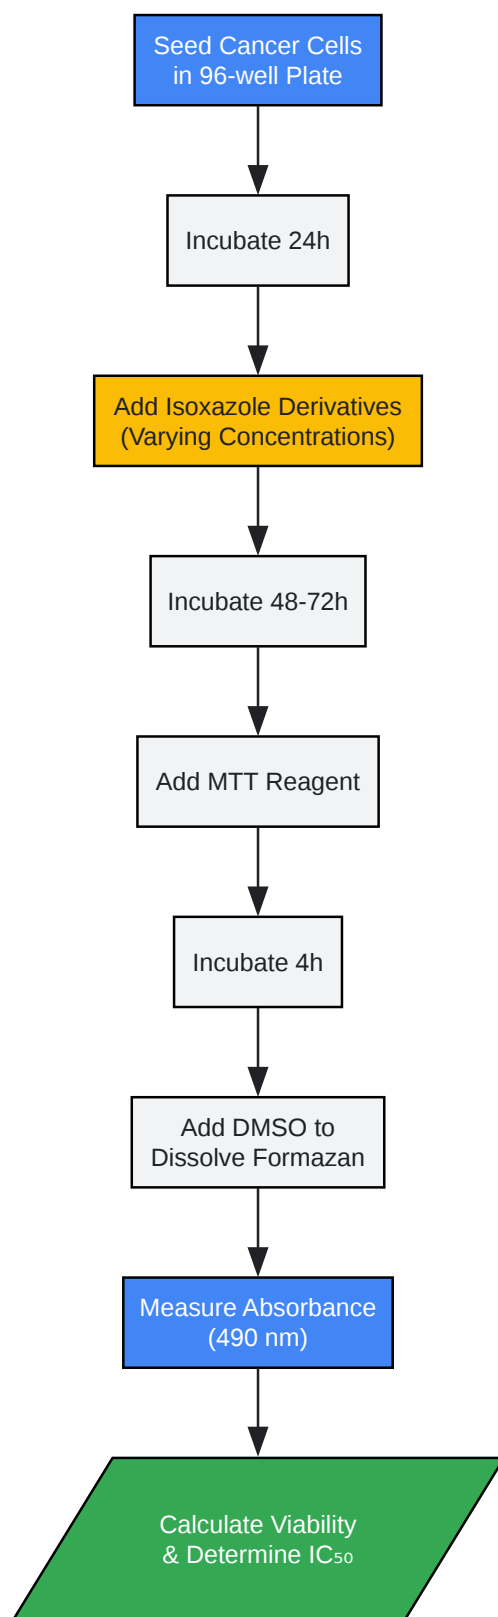 Seed Cancer Cells
in 96-well Plate
Incubate 24h
Add Isoxazole Derivatives
(Varying Concentrations)
Incubate 48-72h
Add MTT Reagent
Incubate 4h
Add DMSO to
Dissolve Formazan
Measure Absorbance
(490 nm)
Calculate Viability
& Determine IC₅₀